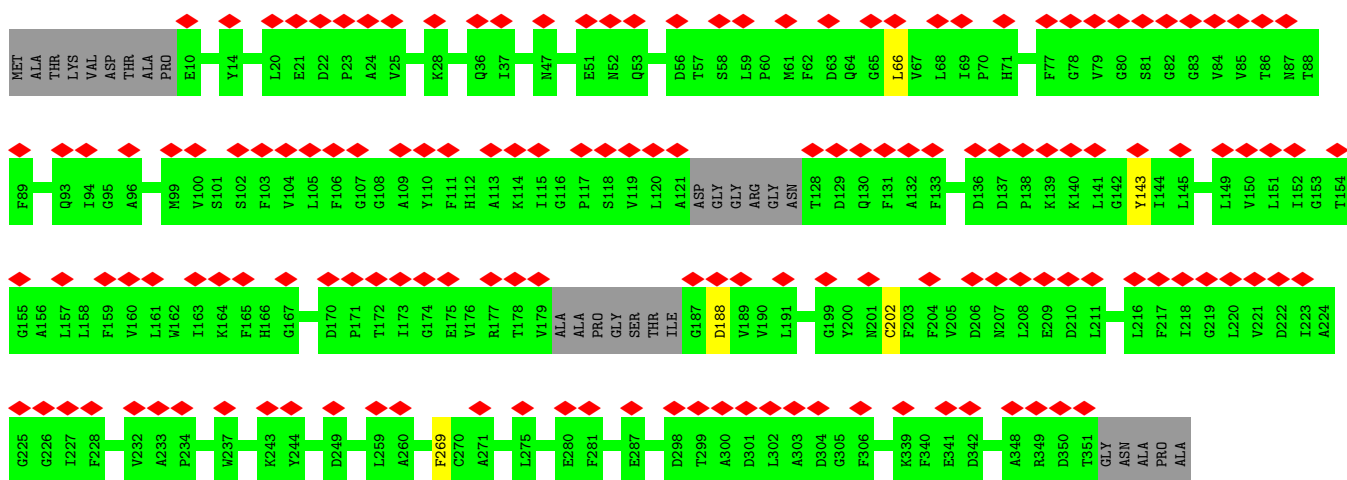 MET ALA THR LYS VAL ASP THR ALA PRO E10 Y14 L20 E21 D22 P23 A24 V25 K28 Q36 I37 N47 E51 N52 Q53 D56 T57 S58 L59 P60 M61 F62 D63 Q64 G65 L66 V67 L68 I69 P70 H71 F77 G78 V79 G80 S81 G82 G83 V84 V85 T86 N87 T88
F89 Q93 I94 G95 A96 M99 V100 S101 S102 F103 V104 L105 F106 G107 G108 A109 Y110 F111 H112 A113 K114 I115 G116 P117 S118 V119 L120 A121 ASP GLY GLY ARG GLY ASN T128 D129 Q130 F131 A132 F133 D136 D137 P138 K139 K140 L141 G142 Y143 I144 L145 L149 V150 L151 I152 G153 T154
G155 A156 L157 L158 F159 V160 L161 W162 I163 K164 F165 H166 G167 D170 P171 T172 I173 G174 E175 V176 R177 T178 V179 ALA ALA PRO GLY SER THR ILE G187 D188 V189 V190 L191 G199 Y200 N201 C202 F203 F204 V205 D206 N207 L208 E209 D210 L211 L216 F217 I218 G219 L220 V221 D222 I223 A224
G225 G226 I227 F228 V232 A233 P234 W237 K243 Y244 D249 L259 A260 F269 C270 A271 L275 E280 F281 E287 D298 T299 A300 D301 L302 A303 D304 G305 F306 K339 F340 E341 D342 A348 R349 D350 T351 GLY ASN ALA PRO ALA